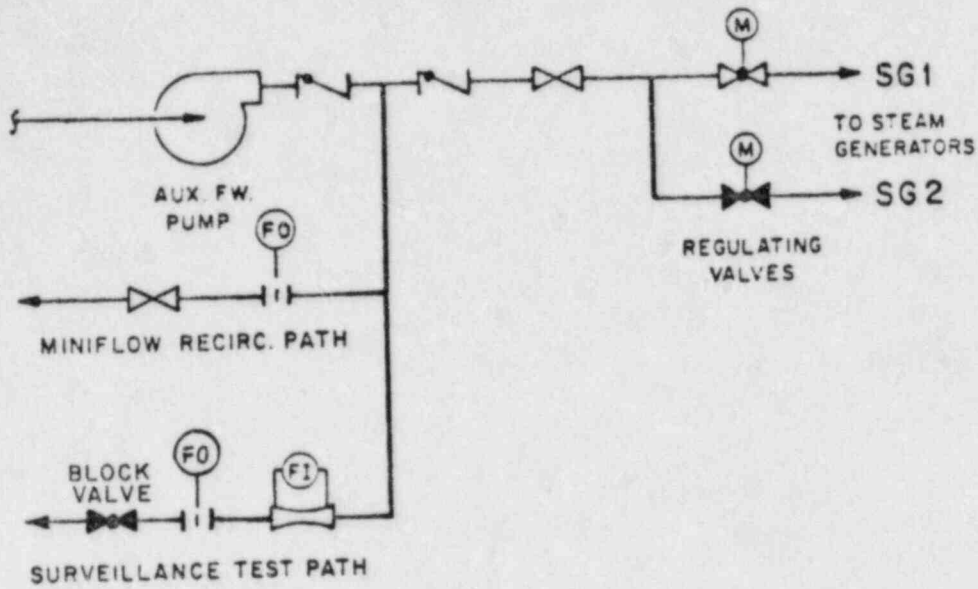 M
SG1
TO STEAM
GENERATORS
M
SG2
REGULATING
VALVES
AUX. FW.
PUMP
FO
MINIFLOW RECIRC. PATH
BLOCK
VALVE
FO
FI
SURVEILLANCE TEST PATH